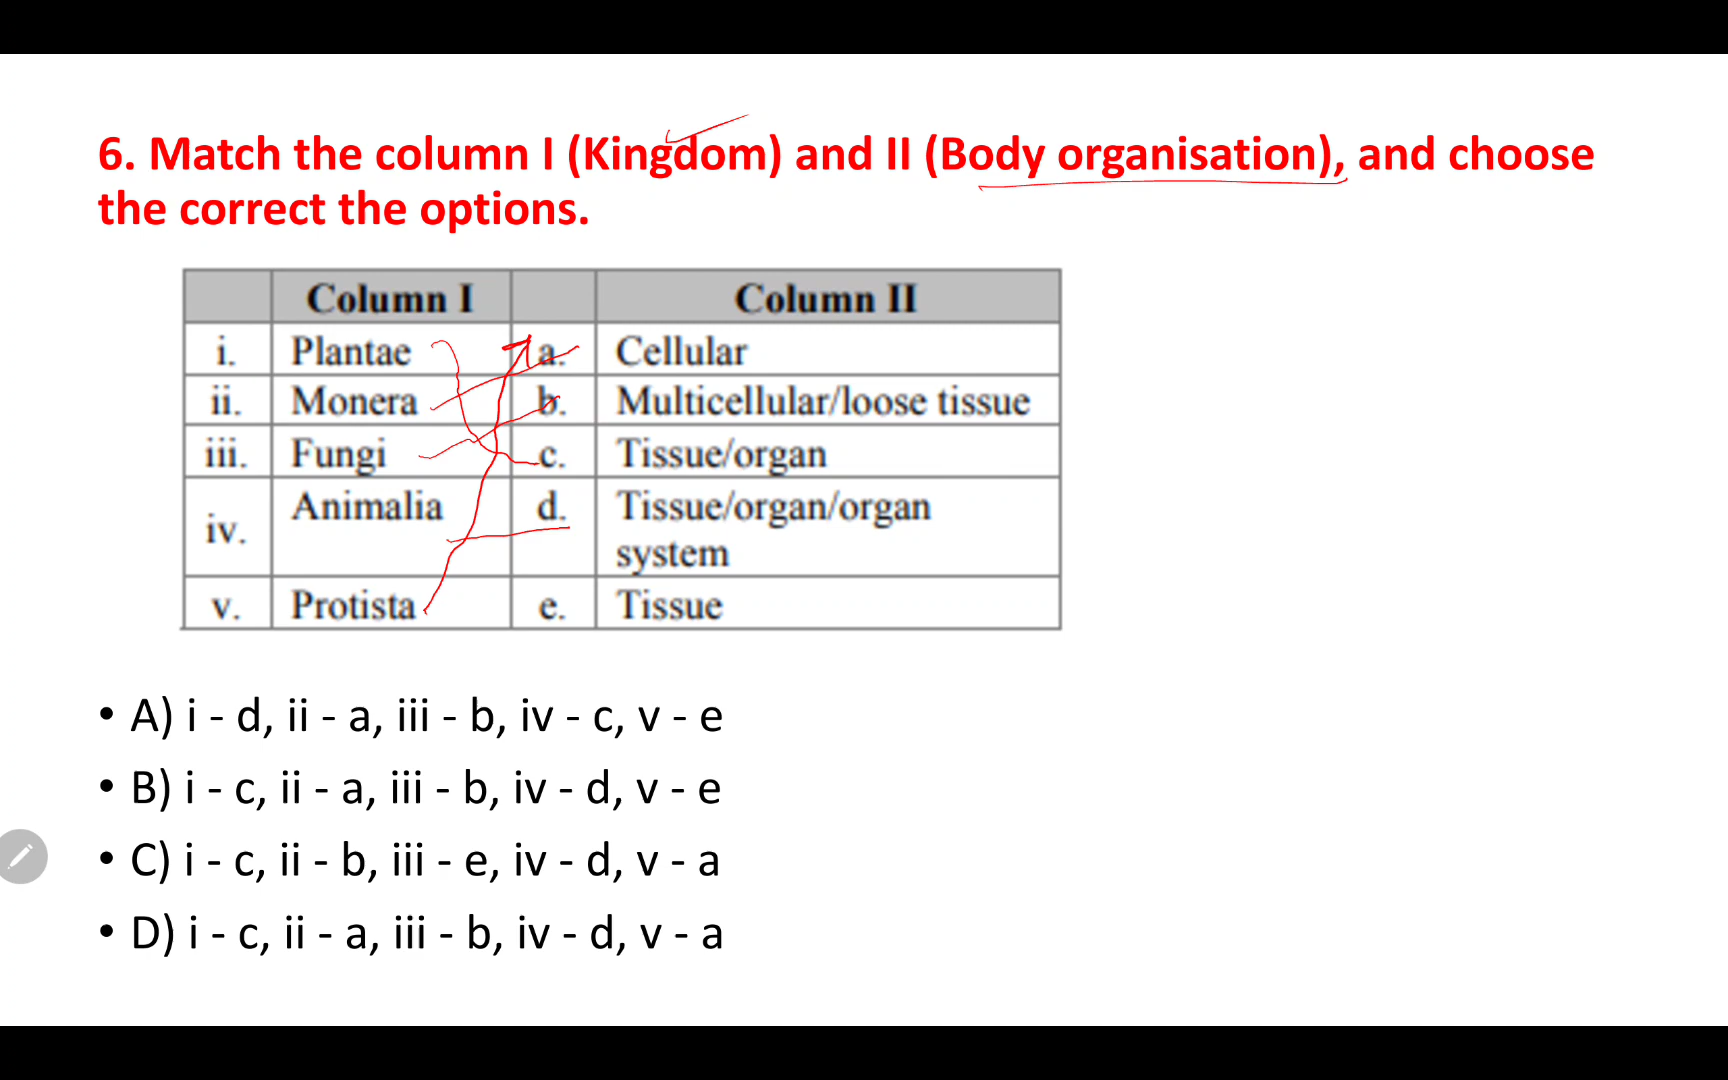 6. Match the column I (Kingdom) and II (Body organisation), and choose
the correct the options.
Column I Column II
i. Plantae a. Cellular
ii. Monera b. Multicellular/loose tissue
iii. Fungi c. Tissue/organ
iv. Animalia d. Tissue/organ/organ
system
v. Protista e. Tissue
• A) i - d, ii - a, iii - b, iv - c, v - e
• B) i - c, ii - a, iii - b, iv - d, v - e
• C) i - c, ii - b, iii - e, iv - d, v - a
• D) i - c, ii - a, iii - b, iv - d, v - a